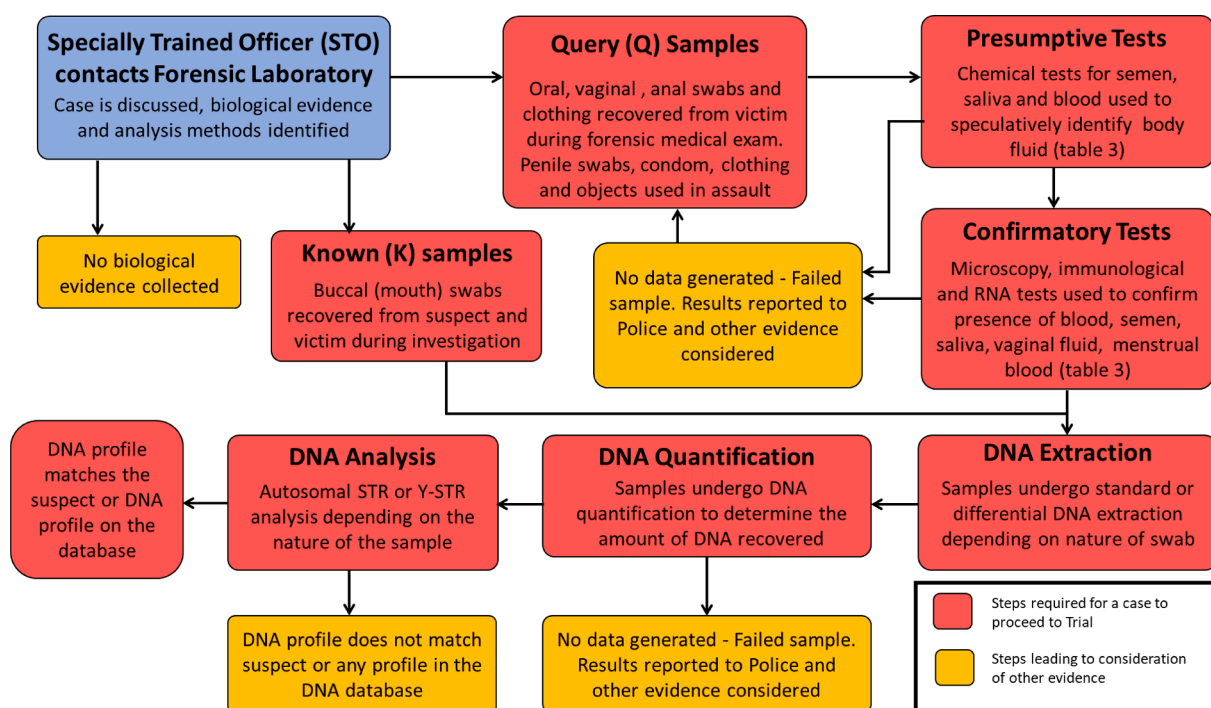 Specially Trained Officer (STO)
contacts Forensic Laboratory
Case is discussed, biological evidence
and analysis methods identified
Query (Q) Samples
Oral, vaginal , anal swabs and
clothing recovered from victim
during forensic medical exam.
Penile swabs, condom, clothing
and objects used in assault
Presumptive Tests
Chemical tests for semen,
saliva and blood used to
speculatively identify body
fluid (table 3)
No biological
evidence collected
Known (K) samples
Buccal (mouth) swabs
recovered from suspect and
victim during investigation
No data generated - Failed
sample. Results reported to
Police and other evidence
considered
Confirmatory Tests
Microscopy, immunological
and RNA tests used to confirm
presence of blood, semen,
saliva, vaginal fluid, menstrual
blood (table 3)
DNA profile
matches the
suspect or DNA
profile on the
database
DNA Analysis
Autosomal STR or Y-STR
analysis depending on the
nature of the sample
DNA Quantification
Samples undergo DNA
quantification to determine the
amount of DNA recovered
DNA Extraction
Samples undergo standard or
differential DNA extraction
depending on nature of swab
DNA profile does not match
suspect or any profile in the
DNA database
No data generated - Failed sample.
Results reported to Police and
other evidence considered
Steps required for a case to
proceed to Trial
Steps leading to consideration
of other evidence